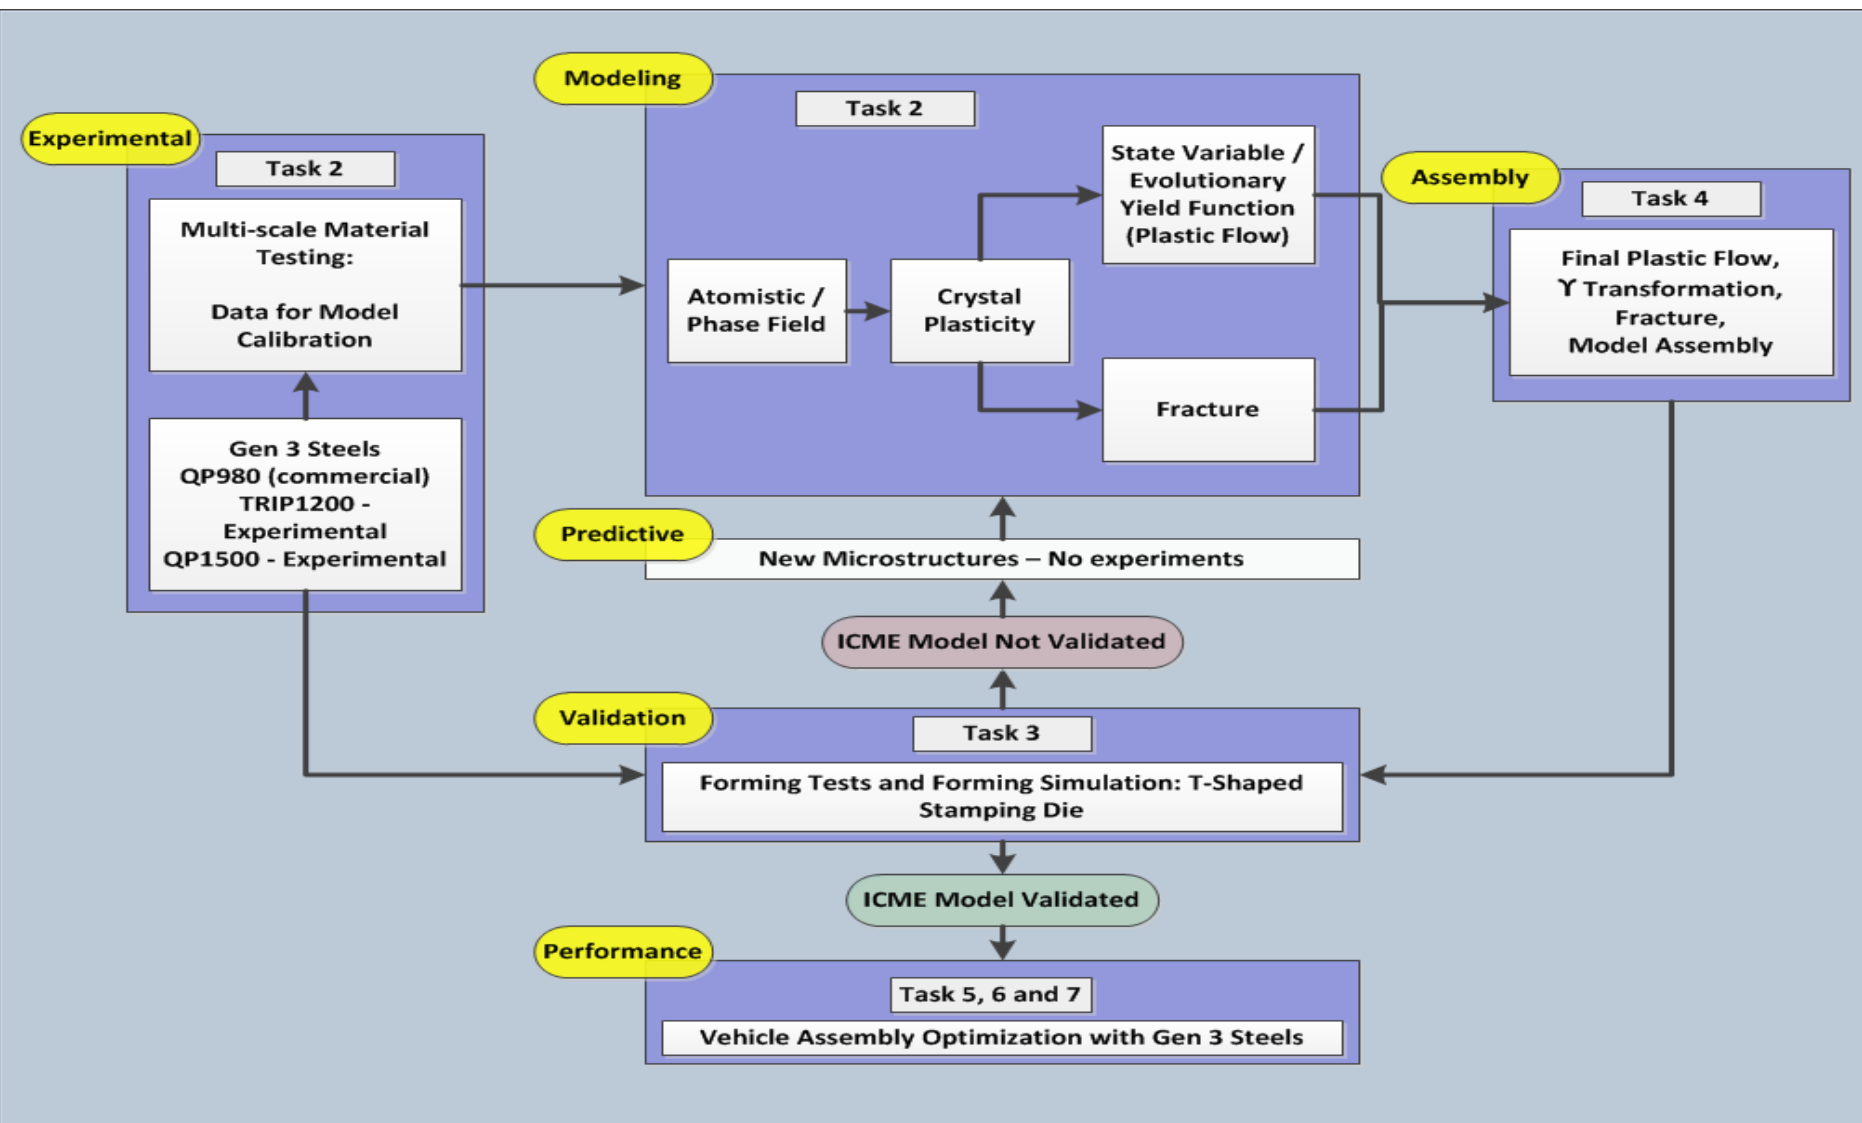 Experimental
Task 2
Multi-scale Material
Testing:
Data for Model
Calibration
Gen 3 Steels
QP980 (commercial)
TRIP1200 -
Experimental
QP1500 - Experimental
Modeling
Task 2
Atomistic /
Phase Field
Crystal
Plasticity
State Variable /
Evolutionary
Yield Function
(Plastic Flow)
Fracture
Assembly
Task 4
Final Plastic Flow,
ϒ Transformation,
Fracture,
Model Assembly
Predictive
New Microstructures – No experiments
ICME Model Not Validated
Validation
Task 3
Forming Tests and Forming Simulation: T-Shaped
Stamping Die
ICME Model Validated
Performance
Task 5, 6 and 7
Vehicle Assembly Optimization with Gen 3 Steels